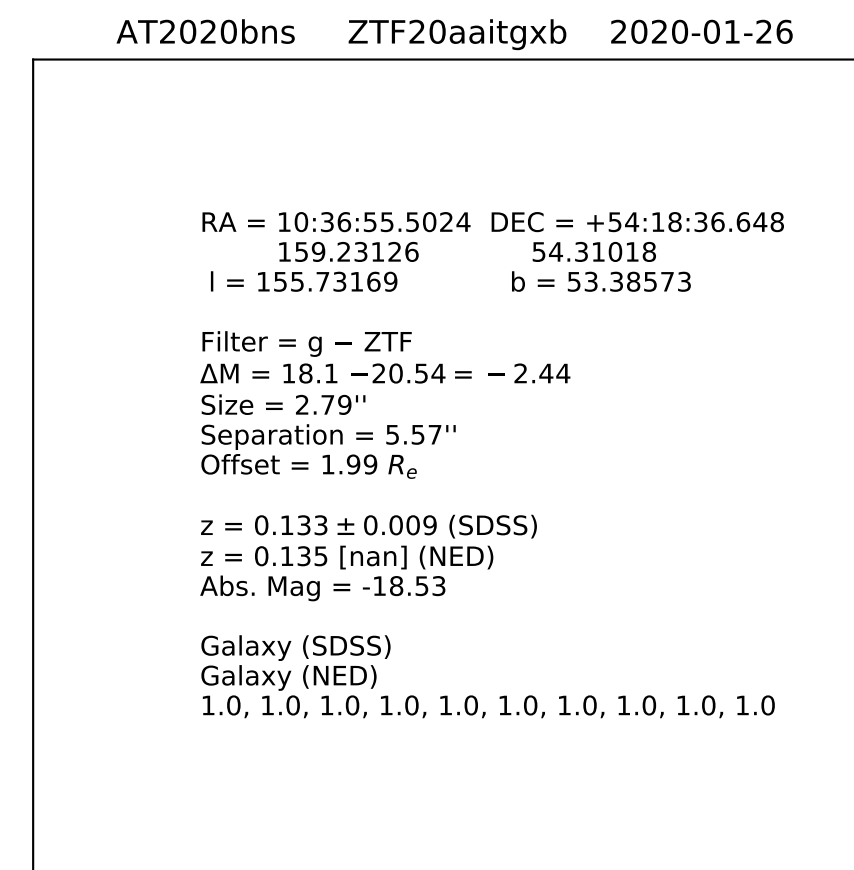 AT2020bns ZTF20aaitgxb 2020-01-26
RA = 10:36:55.5024 DEC = +54:18:36.648
159.23126 54.31018
l = 155.73169 b = 53.38573
Filter = g − ZTF
ΔM = 18.1 −20.54 = − 2.44
Size = 2.79''
Separation = 5.57''
Offset = 1.99 Re
z = 0.133 ± 0.009 (SDSS)
z = 0.135 [nan] (NED)
Abs. Mag = -18.53
Galaxy (SDSS)
Galaxy (NED)
1.0, 1.0, 1.0, 1.0, 1.0, 1.0, 1.0, 1.0, 1.0, 1.0